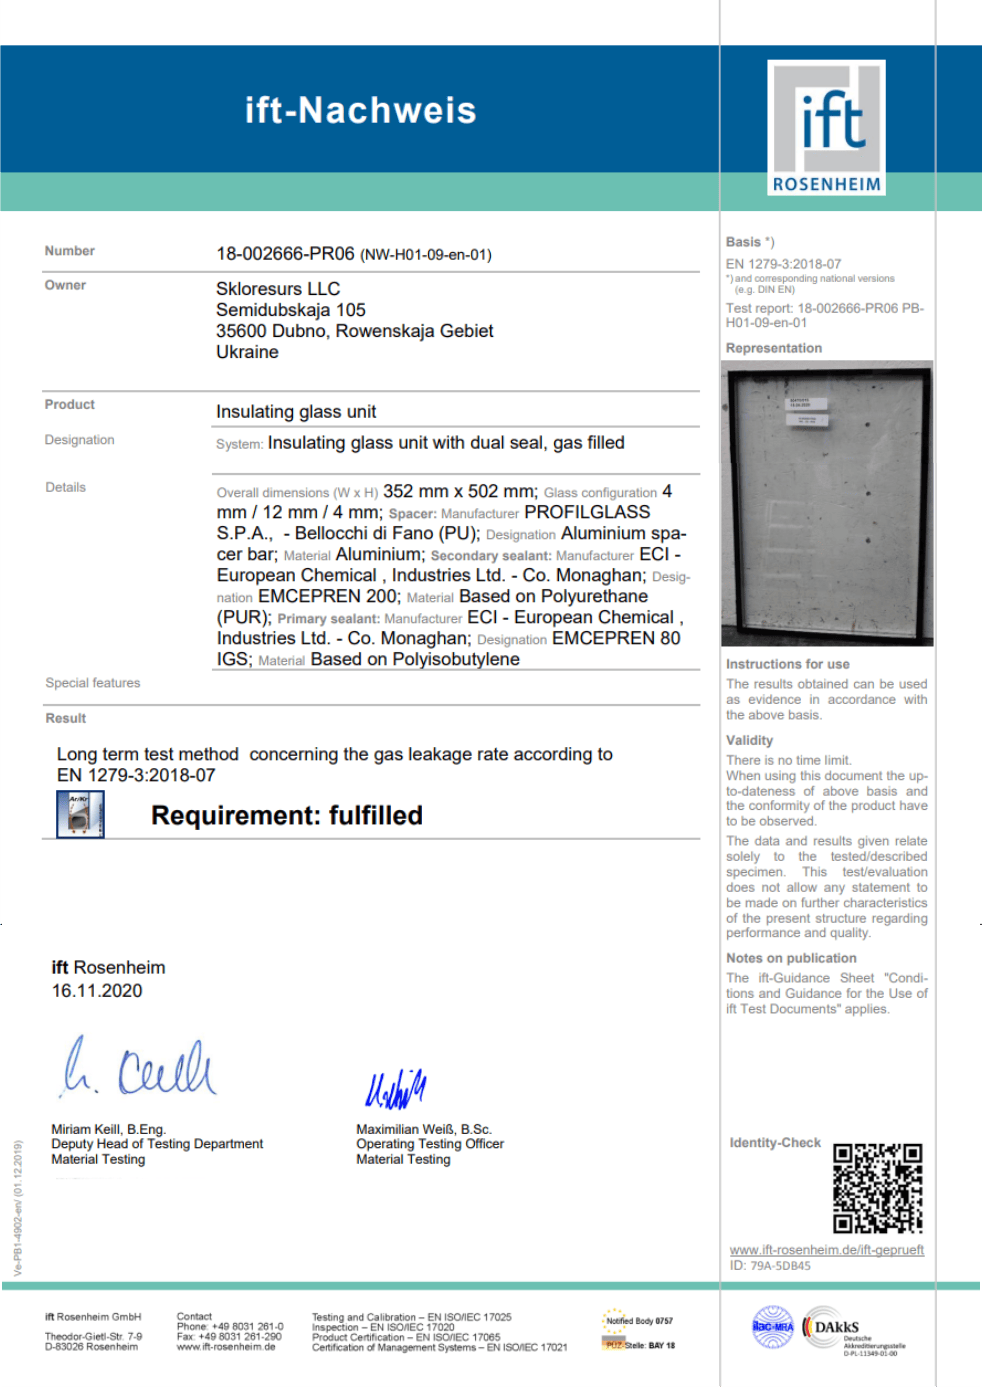 ift-Nachweis
ift
ROSENHEIM
Number
18-002666-PR06 (NW-H01-09-en-01)
Owner
Skloresurs LLC
Semidubskaja 105
35600 Dubno, Rowenskaja Gebiet
Ukraine
Product
Insulating glass unit
Designation
System: Insulating glass unit with dual seal, gas filled
Details
Overall dimensions (W x H) 352 mm x 502 mm; Glass configuration 4
mm / 12 mm / 4 mm; Spacer: Manufacturer PROFILGLASS
S.P.A., - Bellocchi di Fano (PU); Designation Aluminium spa-
cer bar; Material Aluminium; Secondary sealant: Manufacturer ECI -
European Chemical , Industries Ltd. - Co. Monaghan; Desig-
nation EMCEPREN 200; Material Based on Polyurethane
(PUR); Primary sealant: Manufacturer ECI - European Chemical ,
Industries Ltd. - Co. Monaghan; Designation EMCEPREN 80
IGS; Material Based on Polyisobutylene
Special features
Result
Long term test method concerning the gas leakage rate according to
EN 1279-3:2018-07
Ar/Kr
Requirement: fulfilled
ift Rosenheim
16.11.2020
Miriam Keill, B.Eng.
Deputy Head of Testing Department
Material Testing
Maximilian Weiß, B.Sc.
Operating Testing Officer
Material Testing
Ve-PB1-4902-en/ (01.12.2019)
Basis *)
EN 1279-3:2018-07
*) and corresponding national versions
(e.g. DIN EN)
Test report: 18-002666-PR06 PB-
H01-09-en-01
Representation
Instructions for use
The results obtained can be used
as evidence in accordance with
the above basis.
Validity
There is no time limit.
When using this document the up-
to-dateness of above basis and
the conformity of the product have
to be observed.
The data and results given relate
solely to the tested/described
specimen. This test/evaluation
does not allow any statement to
be made on further characteristics
of the present structure regarding
performance and quality.
Notes on publication
The ift-Guidance Sheet "Condi-
tions and Guidance for the Use of
ift Test Documents" applies.
Identity-Check
www.ift-rosenheim.de/ift-geprueft
ID: 79A-5DB45
ift Rosenheim GmbH
Theodor-Gietl-Str. 7-9
D-83026 Rosenheim
Contact
Phone: +49 8031 261-0
Fax: +49 8031 261-290
www.ift-rosenheim.de
Testing and Calibration – EN ISO/IEC 17025
Inspection – EN ISO/IEC 17020
Product Certification – EN ISO/IEC 17065
Certification of Management Systems – EN ISO/IEC 17021
Notified Body 0757
PÜZ-Stelle: BAY 18
ilac-MRA
DAkkS
Deutsche
Akkreditierungsstelle
D-PL-11349-01-00